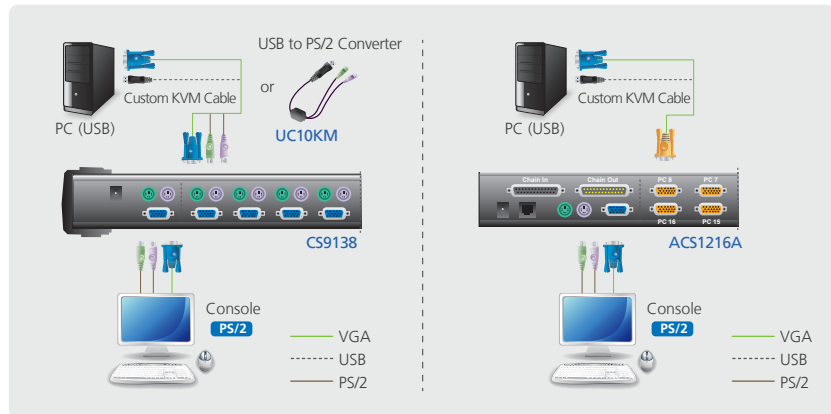 USB to PS/2 Converter
or
UC10KM
Custom KVM Cable
PC (USB)
CS9138
Console
PS/2
VGA
USB
PS/2
Custom KVM Cable
PC (USB)
Chain In
Chain Out
PC 8
PC 7
PC 16
PC 15
ACS1216A
Console
PS/2
VGA
USB
PS/2